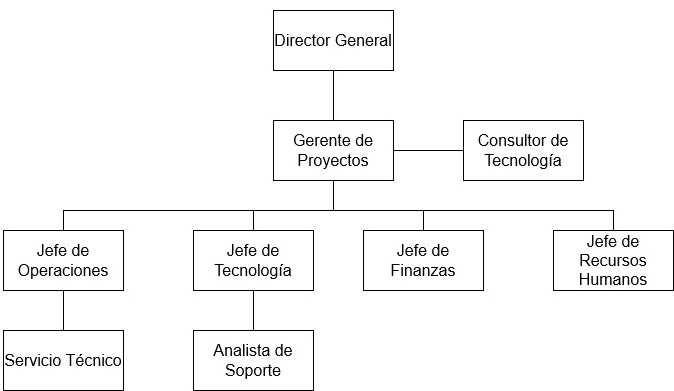 Director General
Gerente de
Proyectos
Consultor de
Tecnología
Jefe de
Operaciones
Jefe de
Tecnología
Jefe de
Finanzas
Jefe de
Recursos
Humanos
Servicio Técnico
Analista de
Soporte